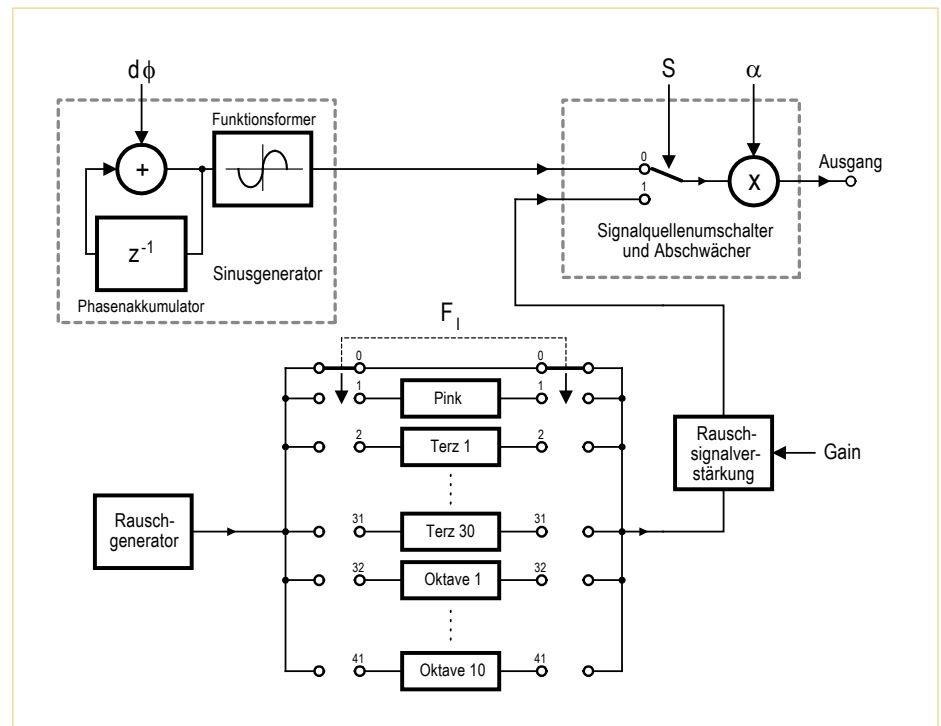 dϕ
S
α
Funktionsformer
+
z-1
Sinusgenerator
Phasenakkumulator
0
1
X
Ausgang
Signalquellenumschalter
und Abschwächer
FI
0
0
1
Pink
1
2
Terz 1
2
Rausch-
signalver-
stärkung
Gain
Rausch-
generator
31
Terz 30
31
32
Oktave 1
32
41
Oktave 10
41